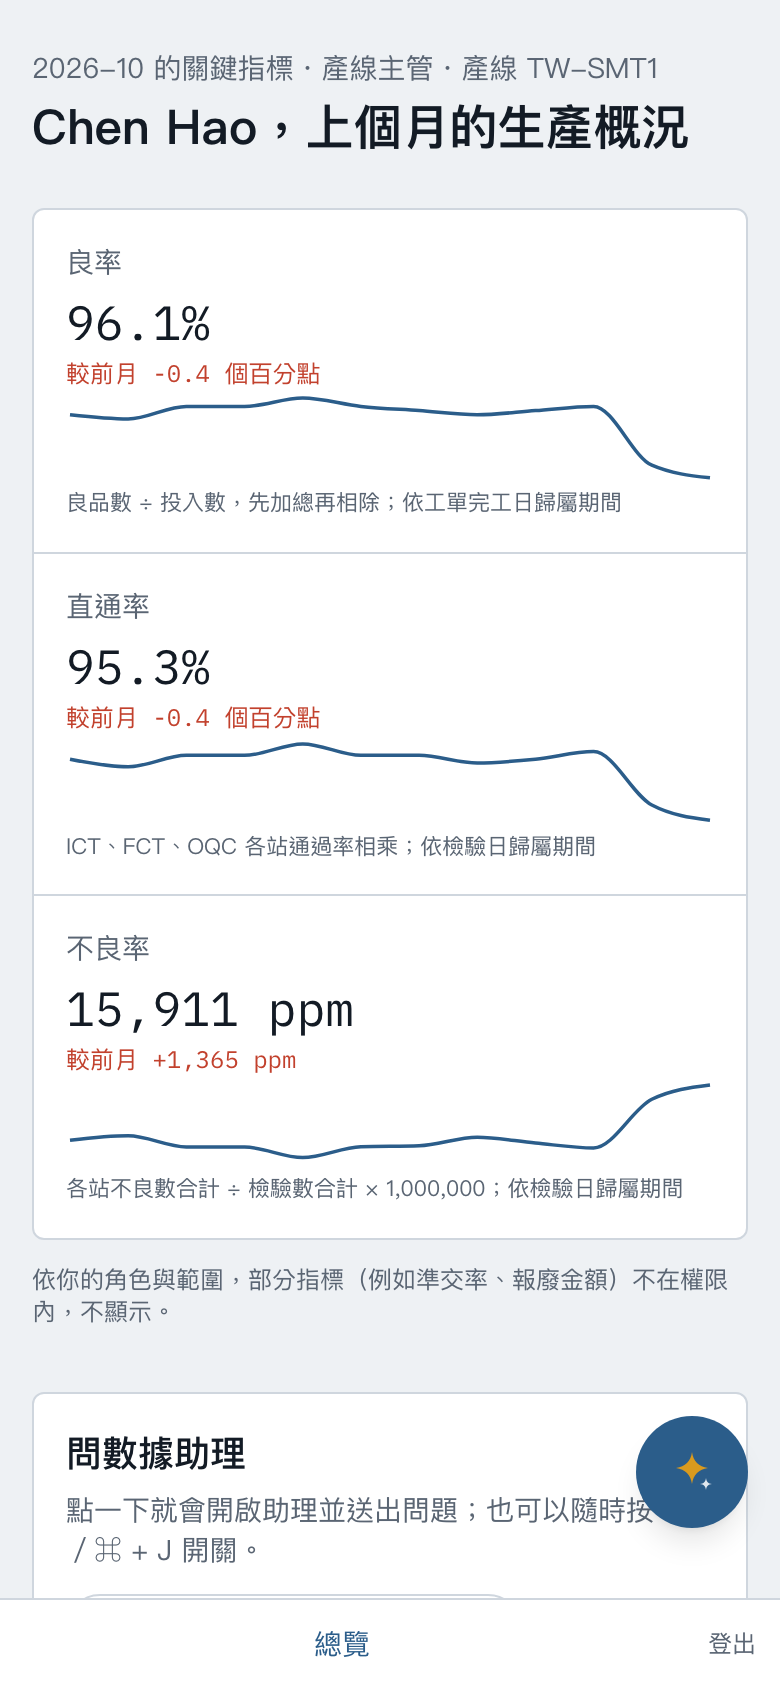 2026-10 的關鍵指標 · 產線主管 · 產線 TW-SMT1
Chen Hao，上個月的生產概況
良率
96.1%
較前月 -0.4 個百分點
良品數 ÷ 投入數，先加總再相除；依工單完工日歸屬期間
直通率
95.3%
較前月 -0.4 個百分點
ICT、FCT、OQC 各站通過率相乘；依檢驗日歸屬期間
不良率
15,911 ppm
較前月 +1,365 ppm
各站不良數合計 ÷ 檢驗數合計 × 1,000,000；依檢驗日歸屬期間
依你的角色與範圍，部分指標（例如準交率、報廢金額）不在權限
內，不顯示。
問數據助理
點一下就會開啟助理並送出問題；也可以隨時按
/ ⌘ + J 開關。
總覽
登出